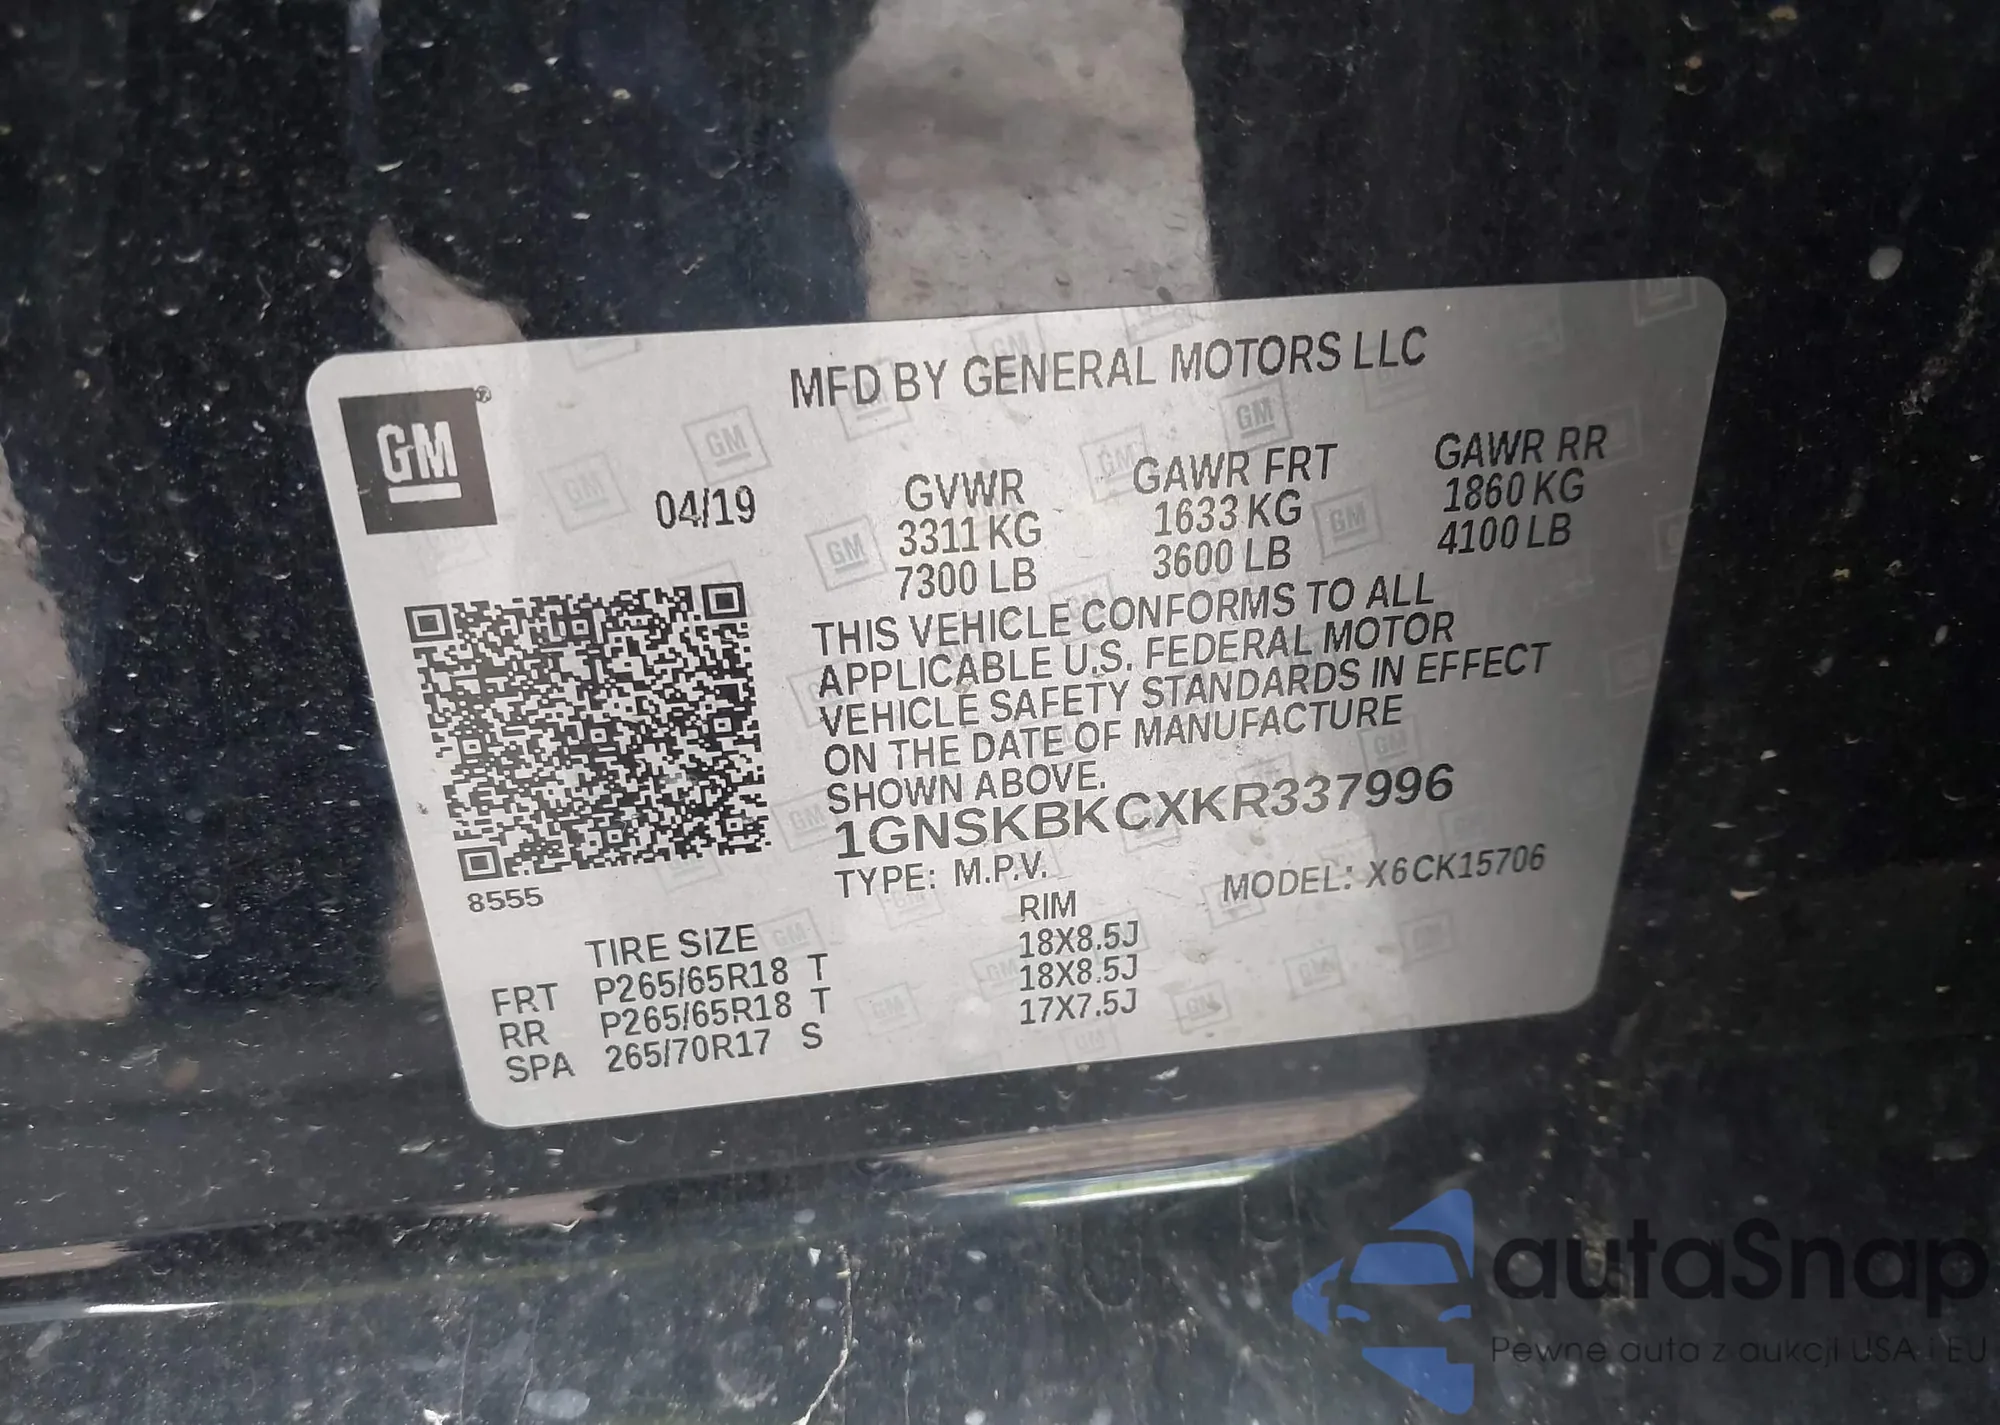 MFD BY GENERAL MOTORS LLC
GM
04/19
GVWR GAWR FRT GAWR RR
3311 KG 1633 KG 1860 KG
7300 LB 3600 LB 4100 LB
THIS VEHICLE CONFORMS TO ALL
APPLICABLE U.S. FEDERAL MOTOR
VEHICLE SAFETY STANDARDS IN EFFECT
ON THE DATE OF MANUFACTURE
SHOWN ABOVE.
1GNSKBKCXKR337996
TYPE: M.P.V. MODEL: X6CK15706
8555
TIRE SIZE RIM
FRT P265/65R18 T 18X8.5J
RR P265/65R18 T 18X8.5J
SPA 265/70R17 S 17X7.5J
autaSnap
Pewne auta z aukcji USA i EU